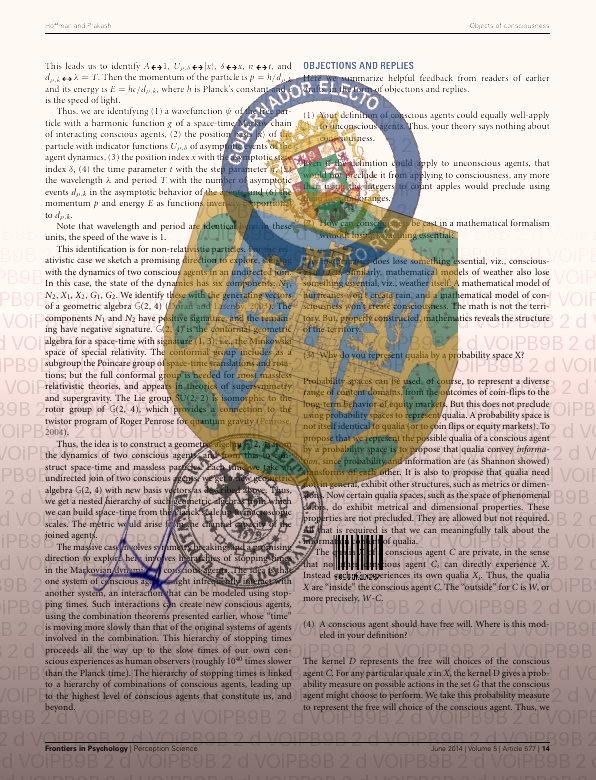 Hoffman and Prakash
Objects of consciousness
This leads us to identify A↔1, U_ρ,δ↔|x⟩, δ↔x, n↔t, and
is the speed of light.
Thus, we are identifying (1) a wavefunction ψ of the free par-
ticle with a harmonic function g of a space-time Markov chain
of interacting conscious agents, (2) the position
particle with indicator functions of asymptotic events of the
agent dynamics, (3) the position index x with the asymptotic state
index δ, (4) the time parameter t with the step parameter n, (5)
the wavelength λ and period T with the number of asymptotic
events in the asymptotic behavior of the and (6) the
momentum p and energy E as functions inversely proportional
Note that wavelength and period are identical here in these
units, the speed of the wave is 1.
This identification is for non-relativistic particles. For the
ativistic case we sketch a promising direction to explore,
with the dynamics of two conscious agents in an undirected join.
In this case, the state of the dynamics has six components: N1,
N2, X1, X2, G1, G2. We identify these with the generating vectors
of a geometric algebra G(2, 4) The
components N1 and N2 have positive signature, and the remain-
ing have negative signature. G(2, 4) is the conformal geometric
algebra for a space-time with signature (1, 3), i.e., the Minkowski
space of special relativity. The conformal group includes as a
subgroup the Poincare group of space-time translations and rota-
tions; but the full conformal group is needed for most massless
relativistic theories, and appears in theories of supersymmetry
and supergravity. The Lie group SU(2, 2) is isomorphic to the
rotor group of G(2, 4), which provides a connection to the
twistor program of Roger Penrose for quantum gravity (Penrose,
2004).
Thus, the idea is to construct a geometric algebra G(2, 4) from
the dynamics of two conscious agents, and from this to con-
struct space-time and massless particles. Each time we take an
undirected join of two conscious agents, we get a new geometric
algebra G(2, 4) with new basis vectors as described above. Thus,
we get a nested hierarchy of such geometric algebras from which
we can build space-time from the Planck scale up to macroscopic
scales. The metric would arise from the channel capacity of the
joined agents.
The massive case involves symmetry breaking, and a promising
direction to explore here involves hierarchies of stopping times
in the Markovian dynamics of conscious agents. The idea is that
one system of conscious agents might infrequently interact with
another system, an interaction that can be modeled using stop-
ping times. Such interactions can create new conscious agents,
using the combination theorems presented earlier, whose "time"
is moving more slowly than that of the original systems of agents
involved in the combination. This hierarchy of stopping times
proceeds all the way up to the slow times of our own con-
scious experiences as human observers (roughly 10^40 times slower
than the Planck time). The hierarchy of stopping times is linked
to a hierarchy of combinations of conscious agents, leading up
to the highest level of conscious agents that constitute us, and
beyond.
OBJECTIONS AND REPLIES
Here we summarize helpful feedback from readers of earlier
drafts, in the form of objections and replies.
(1) Your definition of conscious agents could equally well-apply
to unconscious agents. Thus, your theory says nothing about
consciousness.
Even if the definition could apply to unconscious agents, that
would not preclude it from applying to consciousness, any more
than using the integers to count apples would preclude using
oranges.
How can consciousness be cast in a mathematical formalism
without losing something essential?
does lose something essential, viz., conscious-
Similarly, mathematical models of weather also lose
something essential, viz., weather itself. A mathematical model of
hurricanes won't create rain, and a mathematical model of con-
sciousness won't create consciousness. The math is not the terri-
tory. But, properly constructed, mathematics reveals the structure
of the territory.
(3) Why do you represent qualia by a probability space X?
Probability spaces can be used, of course, to represent a diverse
range of content domains, from the outcomes of coin-flips to the
long-term behavior of equity markets. But this does not preclude
using probability spaces to represent qualia. A probability space is
not itself identical to qualia (or to coin flips or equity markets). To
propose that we represent the possible qualia of a conscious agent
by a probability space is to propose that qualia convey informa-
tion, since probability and information are (as Shannon showed)
transforms of each other. It is also to propose that qualia need
not, in general, exhibit other structures, such as metrics or dimen-
sions. Now certain qualia spaces, such as the space of phenomenal
colors, do exhibit metrical and dimensional properties. These
properties are not precluded. They are allowed but not required.
All that is required is that we can meaningfully talk about the
information of qualia.
The qualia of a conscious agent C are private, in the sense
that no conscious agent Ci can directly experience X.
Instead experiences its own qualia Xi. Thus, the qualia
X are "inside" the conscious agent C. The "outside" for C is W, or
more precisely, W-C.
(4) A conscious agent should have free will. Where is this mod-
eled in your definition?
The kernel D represents the free will choices of the conscious
agent C. For any particular quale x in X, the kernel D gives a prob-
ability measure on possible actions in the set G that the conscious
agent might choose to perform. We take this probability measure
to represent the free will choice of the conscious agent. Thus, we
Frontiers in Psychology | Perception Science
June 2014 | Volume 5 | Article 577 | 14